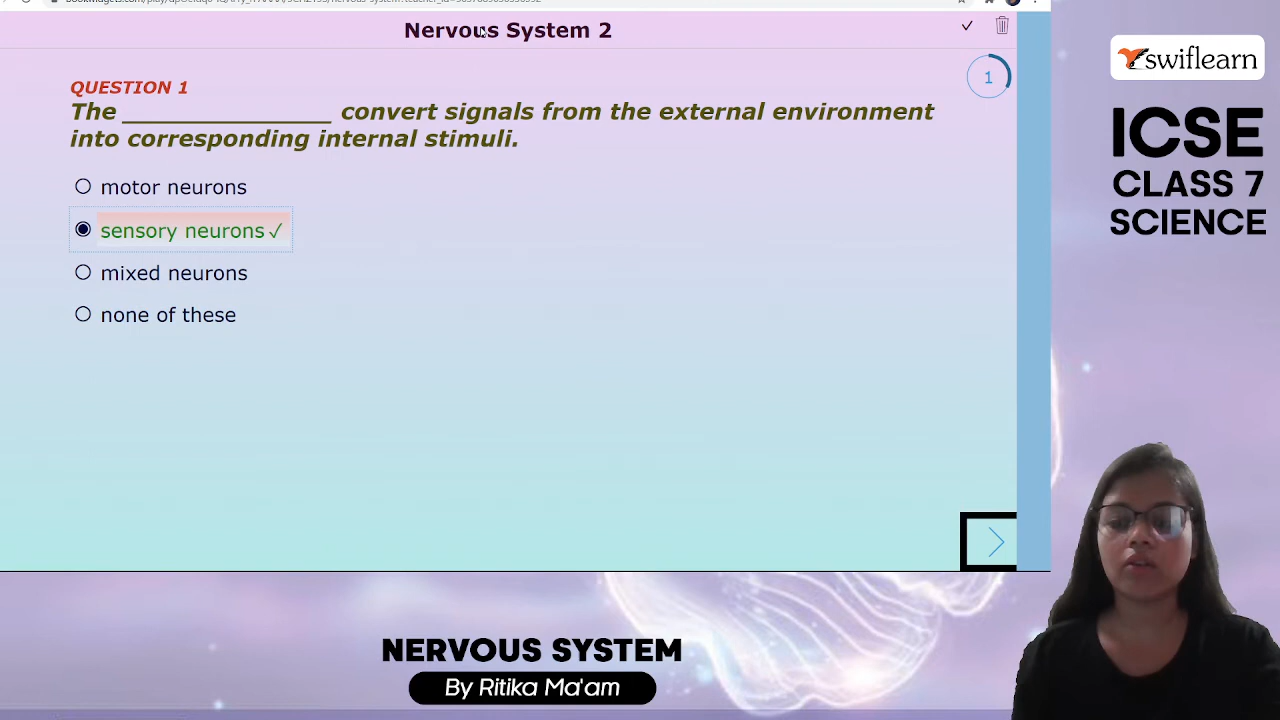 Nervous System 2
✓
1
QUESTION 1
The ______________ convert signals from the external environment
into corresponding internal stimuli.
motor neurons
sensory neurons ✓
mixed neurons
none of these
swiflearn
ICSE
CLASS 7
SCIENCE
NERVOUS SYSTEM
By Ritika Ma'am